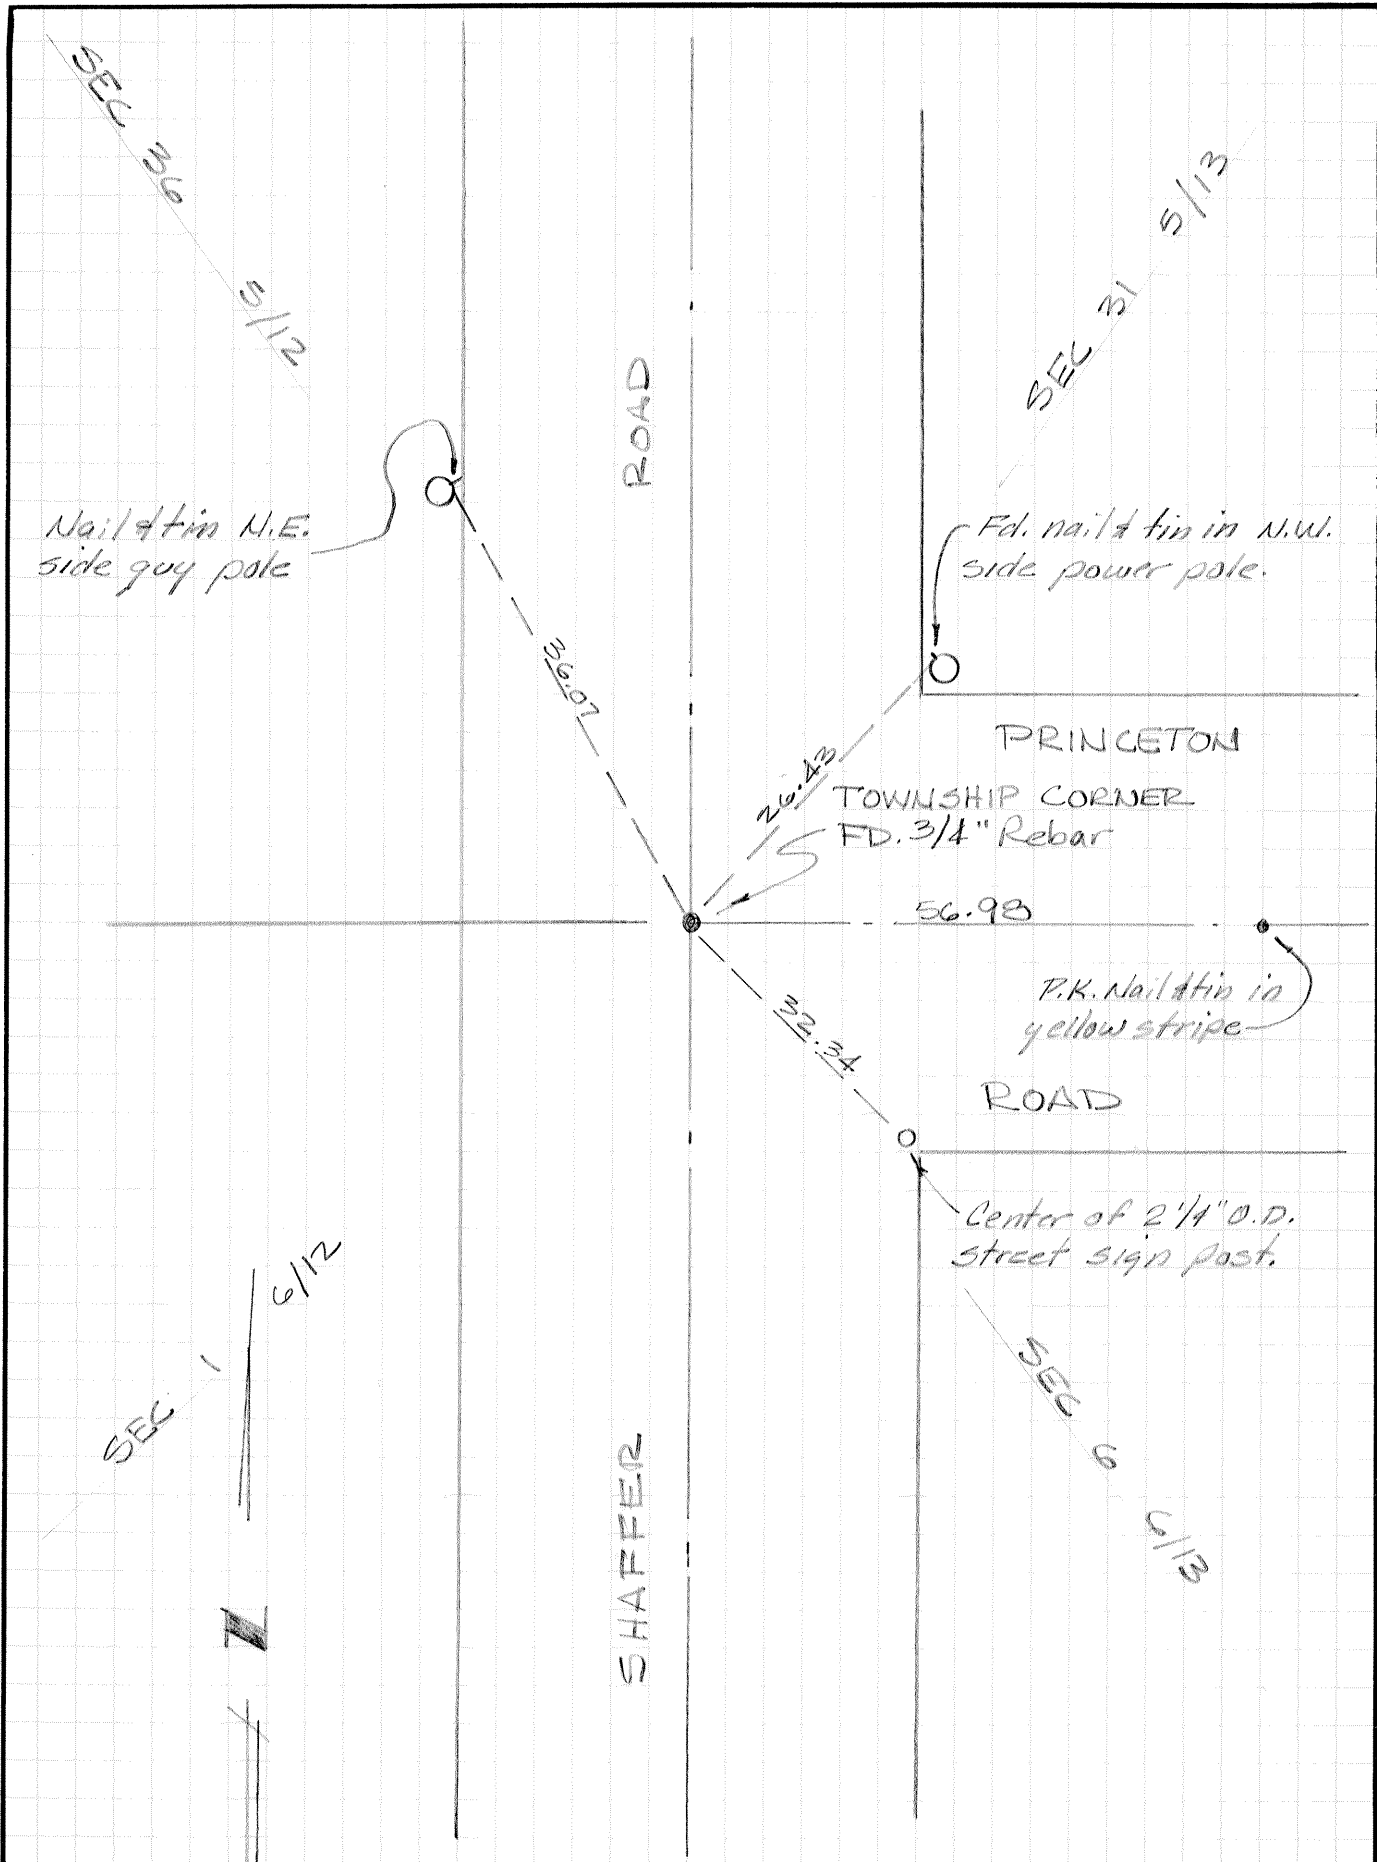 SEC 36
5/12
SEC 31 5/13
ROAD
Nail & tin N.E.
side guy pole
Fd. nail & tin in N.W.
side power pole.
36.07
26.43
PRINCETON
TOWNSHIP CORNER
FD. 3/4" Rebar
56.98
P.K. Nail & tin in
yellow stripe
32.34
ROAD
Center of 2 1/4" O.D.
street sign post.
SEC 1
6/12
SEC 6
6/13
SHAFFER
N